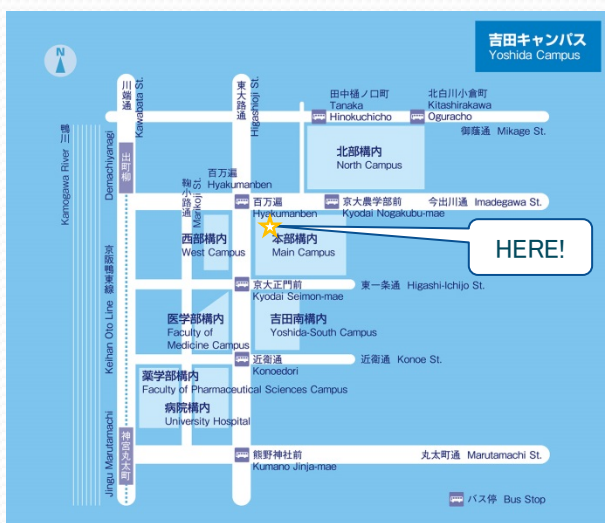 吉田キャンパス
Yoshida Campus
N
川端通
Kawabata St.
東大路通
Higashioji St.
田中樋ノ口町
Tanaka
Hinokuchicho
北白川小倉町
Kitashirakawa
Oguracho
御蔭通 Mikage St.
鴨川
Kamogawa River
出町柳
Demachiyanagi
北部構内
North Campus
鞠小路通
Marikoji St.
百万遍
Hyakumanben
百万遍
Hyakumanben
京大農学部前
Kyodai Nogakubu-mae
今出川通 Imadegawa St.
HERE!
西部構内
West Campus
本部構内
Main Campus
京阪鴨東線
Keihan Oto Line
京大正門前
Kyodai Seimon-mae
東一条通 Higashi-Ichijo St.
医学部構内
Faculty of
Medicine Campus
吉田南構内
Yoshida-South Campus
近衛通
Konoedori
近衛通 Konoe St.
薬学部構内
Faculty of Pharmaceutical Sciences Campus
病院構内
University Hospital
神宮丸太町
Jingu Marutamachi
熊野神社前
Kumano Jinja-mae
丸太町通 Marutamachi St.
バス停 Bus Stop